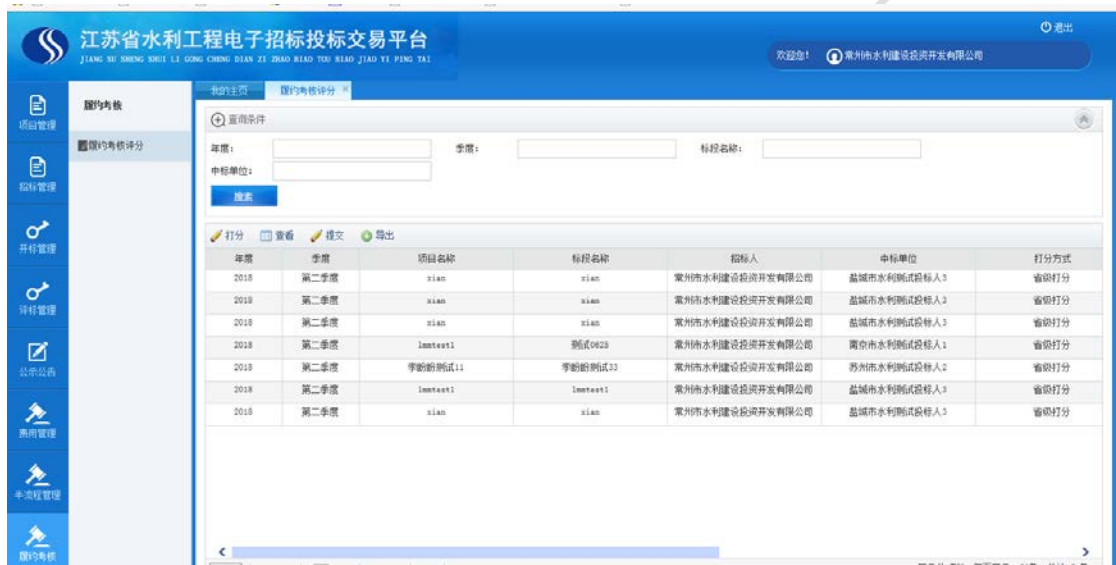 江苏省水利工程电子招标投标交易平台
JIANG SU SHENG SHUI LI GONG CHENG DIAN ZI ZHAO BIAO TOU BIAO JIAO YI PING TAI
退出
欢迎您! 常州市水利建设投资开发有限公司
项目管理
招标管理
开标管理
评标管理
公示公告
费用管理
半流程管理
履约考核
履约考核
履约考核评分
我的主页 履约考核评分
查询条件
年度: 季度: 标段名称:
中标单位:
搜索
打分 查看 提交 导出
年度 季度 项目名称 标段名称 招标人 中标单位 打分方式
2018 第二季度 xian xian 常州市水利建设投资开发有限公司 盐城市水利测试投标人3 省级打分
2018 第二季度 xian xian 常州市水利建设投资开发有限公司 盐城市水利测试投标人3 省级打分
2018 第二季度 xian xian 常州市水利建设投资开发有限公司 盐城市水利测试投标人3 省级打分
2018 第二季度 lmmtest1 测试0625 常州市水利建设投资开发有限公司 南京市水利测试投标人1 省级打分
2018 第二季度 李盼盼测试11 李盼盼测试33 常州市水利建设投资开发有限公司 苏州市水利测试投标人2 省级打分
2018 第二季度 lmmtest1 lmmtest1 常州市水利建设投资开发有限公司 盐城市水利测试投标人3 省级打分
2018 第二季度 xian xian 常州市水利建设投资开发有限公司 盐城市水利测试投标人3 省级打分